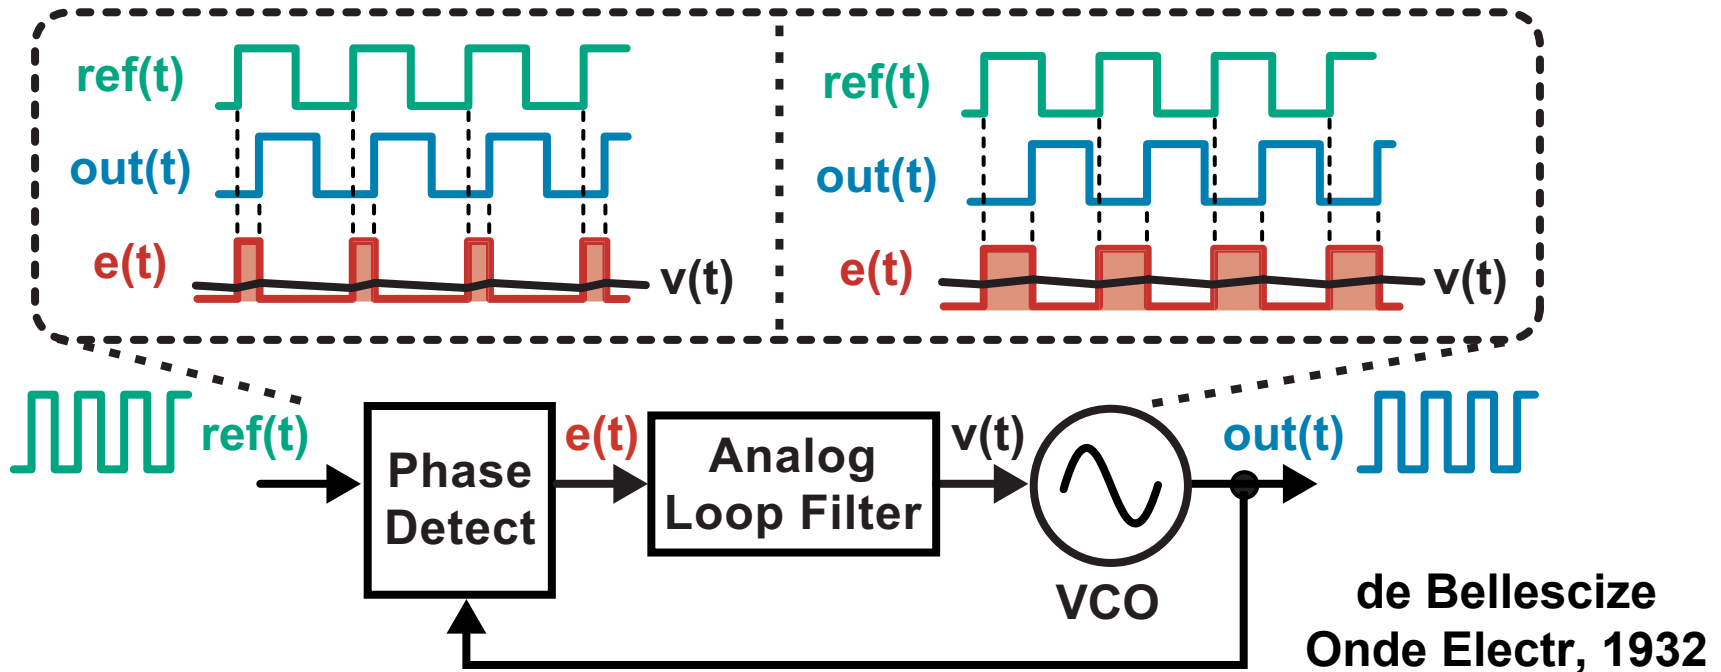 ref(t)
out(t)
e(t)
v(t)
ref(t)
out(t)
e(t)
v(t)
ref(t)
Phase
Detect
e(t)
Analog
Loop Filter
v(t)
VCO
out(t)
de Bellescize
Onde Electr, 1932